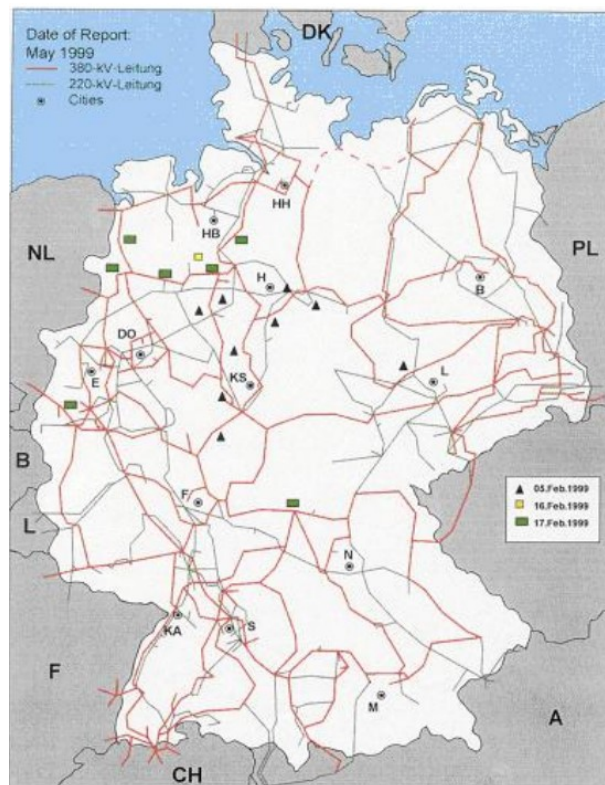 Date of Report:
May 1999
380-kV-Leitung
220-kV-Leitung
Cities
DK
HH
HB
NL
PL
H
B
DO
E
KS
L
B
L
F
05.Feb.1999
16.Feb.1999
17.Feb.1999
N
KA
S
F
M
A
CH